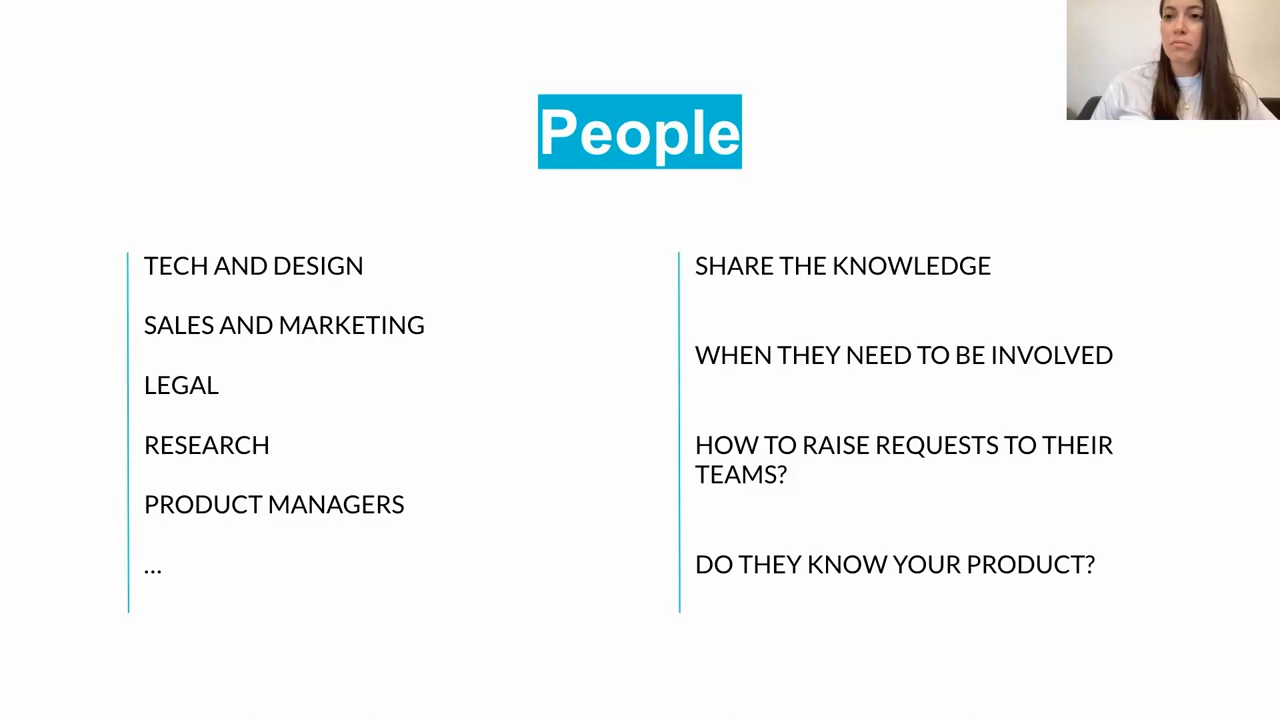 People
TECH AND DESIGN
SALES AND MARKETING
LEGAL
RESEARCH
PRODUCT MANAGERS
...
SHARE THE KNOWLEDGE
WHEN THEY NEED TO BE INVOLVED
HOW TO RAISE REQUESTS TO THEIR
TEAMS?
DO THEY KNOW YOUR PRODUCT?